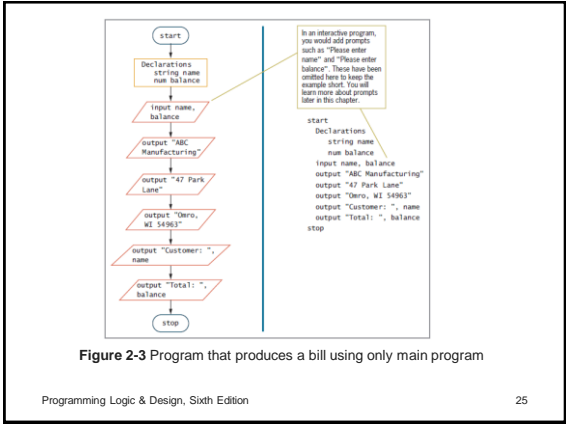 start
Declarations
string name
num balance
input name,
balance
output "ABC
Manufacturing"
output "47 Park
Lane"
output "Omro,
WI 54963"
output "Customer: ",
name
output "Total: ",
balance
stop
In an interactive program,
you would add prompts
such as "Please enter
name" and "Please enter
balance". These have been
omitted here to keep the
example short. You will
learn more about prompts
later in this chapter.
start
Declarations
string name
num balance
input name, balance
output "ABC Manufacturing"
output "47 Park Lane"
output "Omro, WI 54963"
output "Customer: ", name
output "Total: ", balance
stop
Figure 2-3 Program that produces a bill using only main program
Programming Logic & Design, Sixth Edition
25